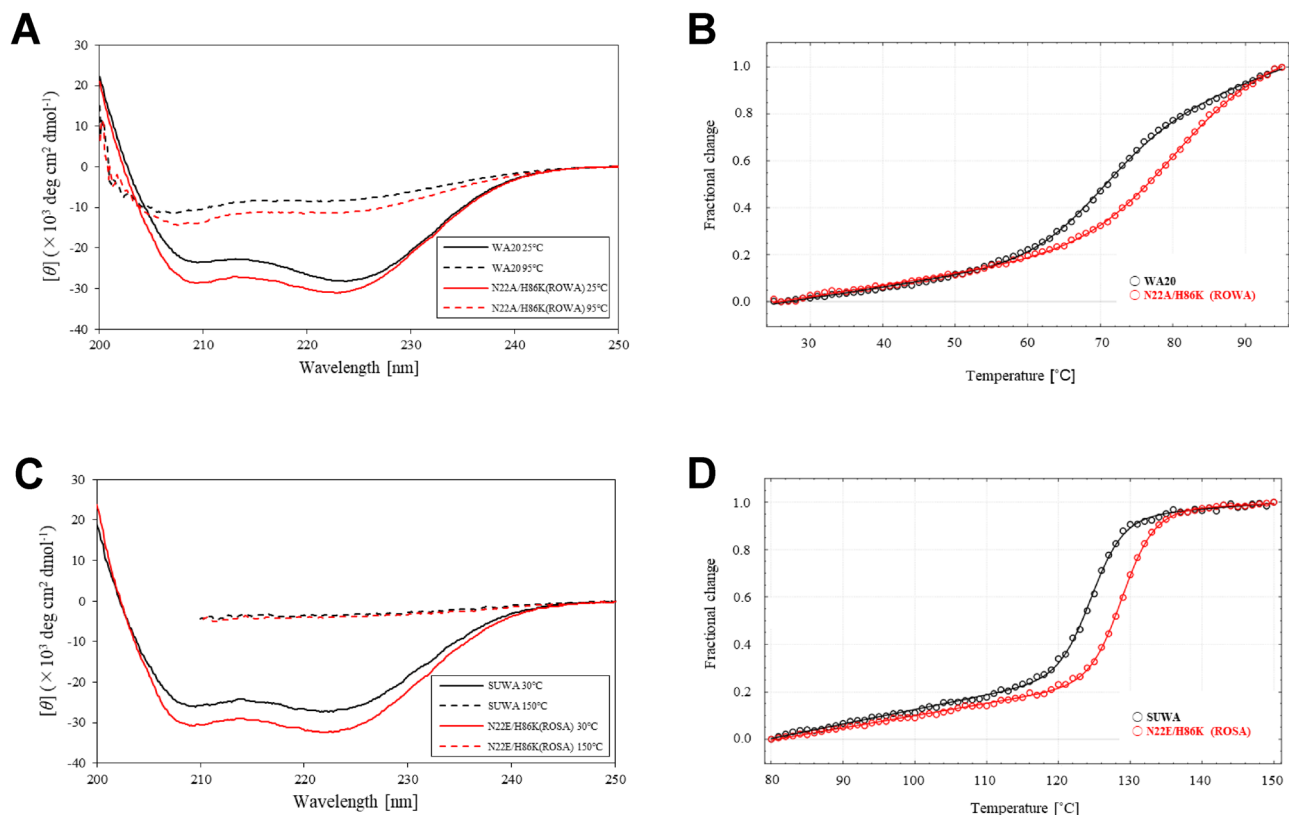 A
30
20
10
0
-10
-20
-30
-40
200
210
220
230
240
250
[θ] (× 10³ deg cm² dmol⁻¹)
Wavelength [nm]
WA20 25℃
WA20 95℃
N22A/H86K(ROWA) 25℃
N22A/H86K(ROWA) 95℃
B
1.0
0.8
0.6
0.4
0.2
0.0
30
40
50
60
70
80
90
Fractional change
Temperature [˚C]
WA20
N22A/H86K (ROWA)
C
30
20
10
0
-10
-20
-30
-40
200
210
220
230
240
250
[θ] (× 10³ deg cm² dmol⁻¹)
Wavelength [nm]
SUWA 30℃
SUWA 150℃
N22E/H86K(ROSA) 30℃
N22E/H86K(ROSA) 150℃
D
1.0
0.8
0.6
0.4
0.2
0.0
80
90
100
110
120
130
140
150
Fractional change
Temperature [˚C]
SUWA
N22E/H86K (ROSA)